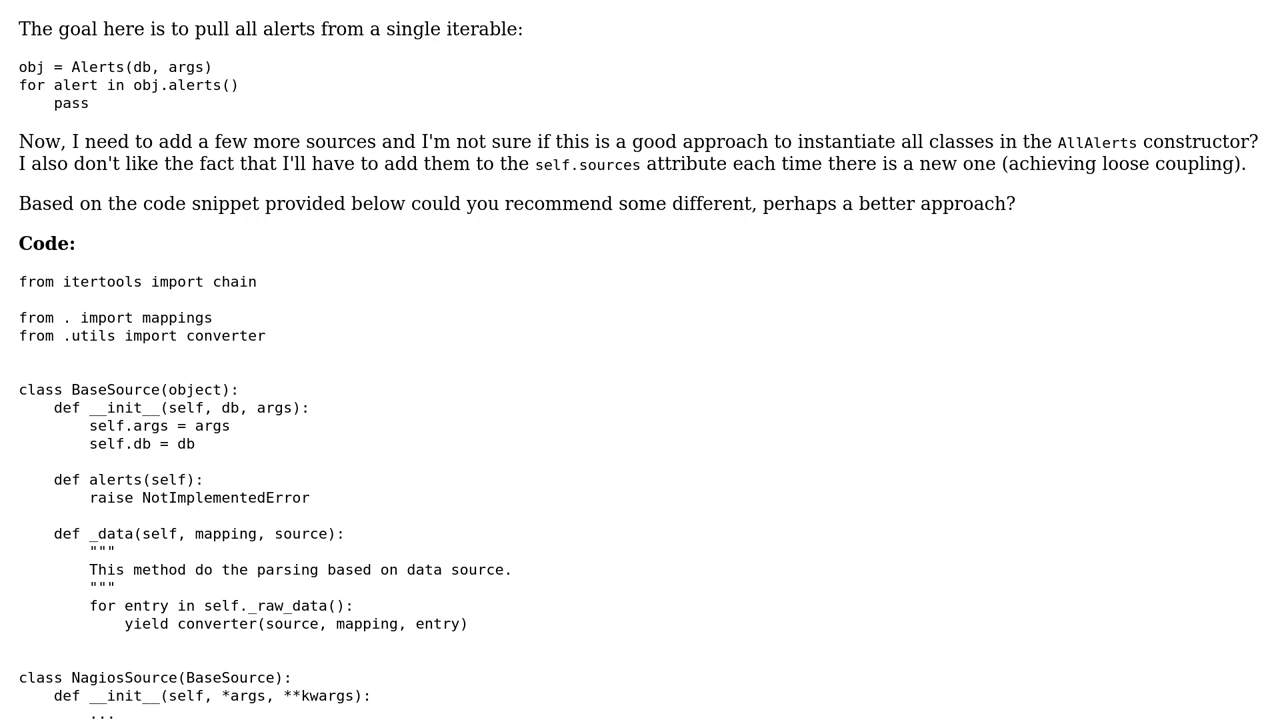 The goal here is to pull all alerts from a single iterable:
obj = Alerts(db, args)
for alert in obj.alerts()
    pass
Now, I need to add a few more sources and I'm not sure if this is a good approach to instantiate all classes in the AllAlerts constructor?
I also don't like the fact that I'll have to add them to the self.sources attribute each time there is a new one (achieving loose coupling).
Based on the code snippet provided below could you recommend some different, perhaps a better approach?
Code:
from itertools import chain
from . import mappings
from .utils import converter
class BaseSource(object):
    def __init__(self, db, args):
        self.args = args
        self.db = db
    def alerts(self):
        raise NotImplementedError
    def _data(self, mapping, source):
        """
        This method do the parsing based on data source.
        """
        for entry in self._raw_data():
            yield converter(source, mapping, entry)
class NagiosSource(BaseSource):
    def __init__(self, *args, **kwargs):
        ...